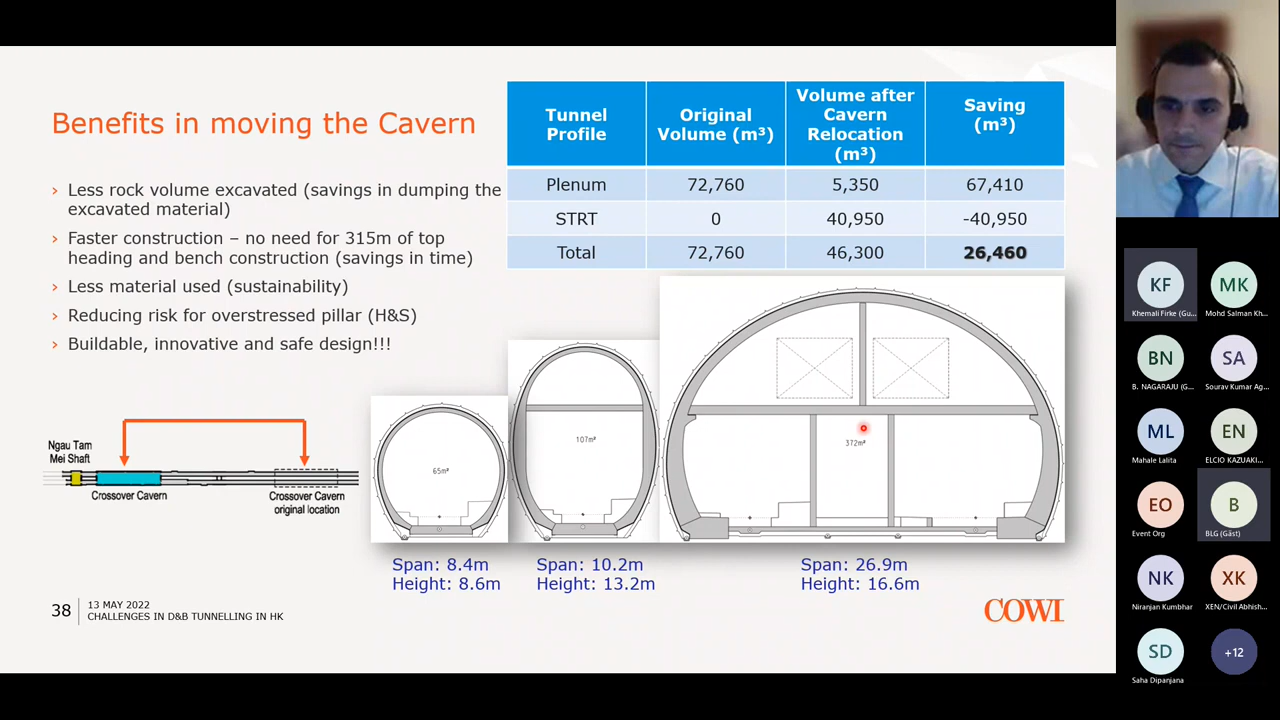 Benefits in moving the Cavern
› Less rock volume excavated (savings in dumping the
excavated material)
› Faster construction – no need for 315m of top
heading and bench construction (savings in time)
› Less material used (sustainability)
› Reducing risk for overstressed pillar (H&S)
› Buildable, innovative and safe design!!!
Tunnel Profile | Original Volume (m³) | Volume after Cavern Relocation (m³) | Saving (m³)
Plenum 72,760 5,350 67,410
STRT 0 40,950 -40,950
Total 72,760 46,300 26,460
Ngau Tam
Mei Shaft
Crossover Cavern
Crossover Cavern
original location
65m²
107m²
372m²
Span: 8.4m
Height: 8.6m
Span: 10.2m
Height: 13.2m
Span: 26.9m
Height: 16.6m
38
13 MAY 2022
CHALLENGES IN D&B TUNNELLING IN HK
COWI
KF
Khemali Firke (Gu...
MK
Mohd Salman Kh...
BN
B. NAGARAJU (G...
SA
Sourav Kumar Ag...
ML
Mahale Lalita
EN
ELCIO KAZUAKI...
EO
Event Org
B
BLG (Gäst)
NK
Niranjan Kumbhar
XK
XEN/Civil Abhish...
SD
Saha Dipanjana
+12